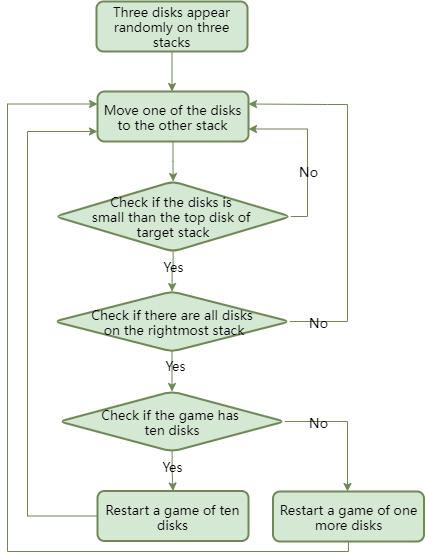 Three disks appear
randomly on three
stacks
Move one of the disks
to the other stack
No
Check if the disks is
small than the top disk of
target stack
Yes
Check if there are all disks
on the rightmost stack
No
Yes
Check if the game has
ten disks
No
Yes
Restart a game of ten
disks
Restart a game of one
more disks